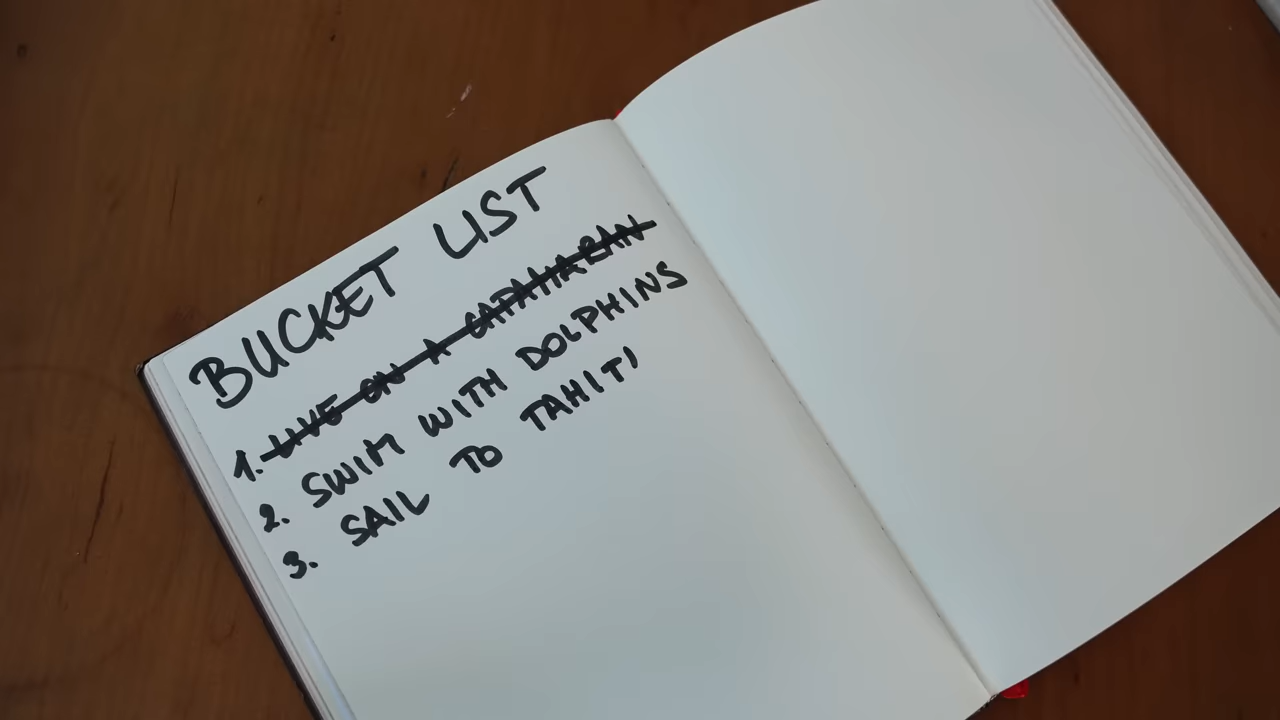 BUCKET LIST
1. LIVE ON A CATAMARAN
2. SWIM WITH DOLPHINS
3. SAIL TO TAHITI